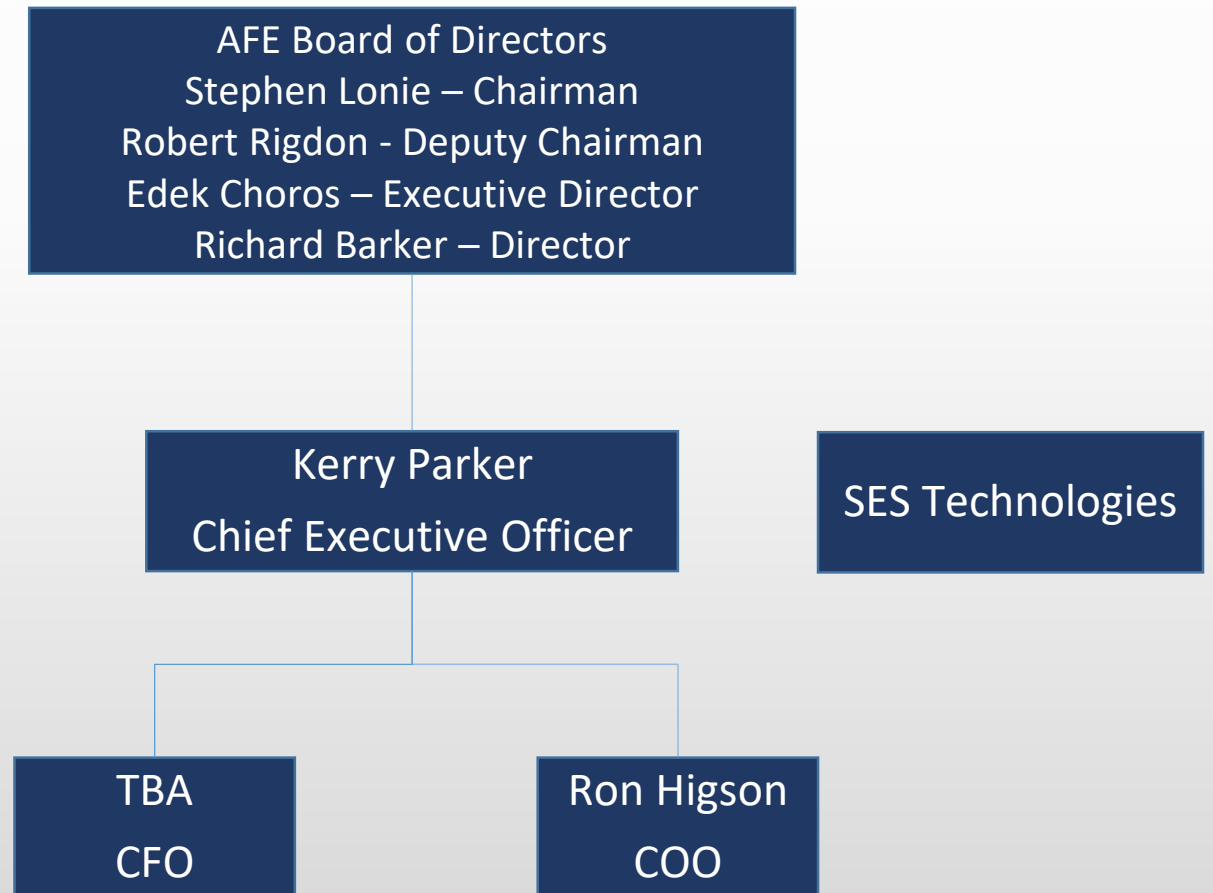 AFE Board of Directors
Stephen Lonie – Chairman
Robert Rigdon - Deputy Chairman
Edek Choros – Executive Director
Richard Barker – Director
Kerry Parker
Chief Executive Officer
SES Technologies
TBA
CFO
Ron Higson
COO